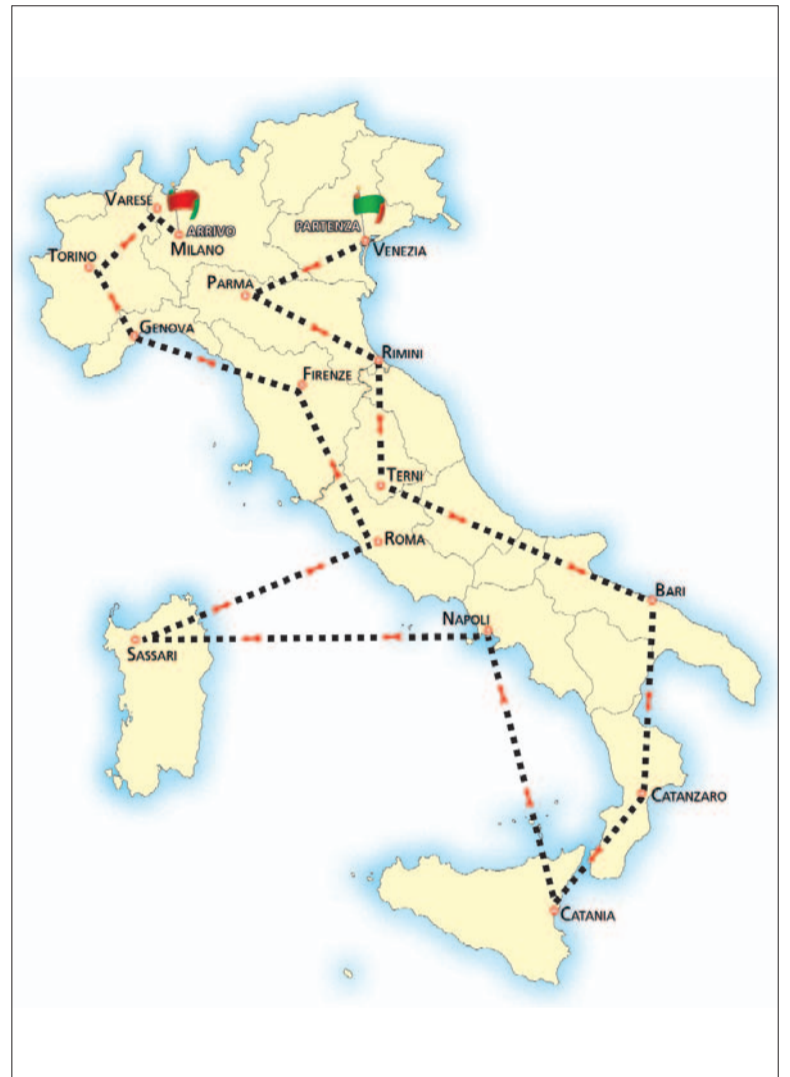 Varese
Arrivo
Milano
Partenza
Venezia
Torino
Parma
Genova
Rimini
Firenze
Terni
Roma
Bari
Napoli
Sassari
Catanzaro
Catania